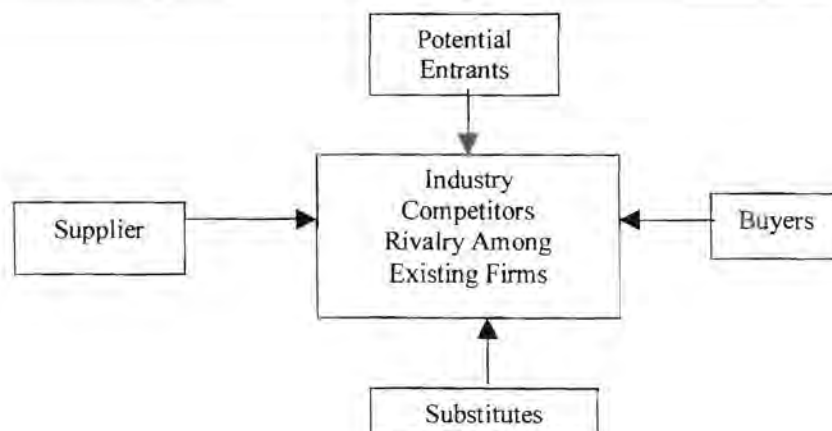 Potential
Entrants
Industry
Competitors
Rivalry Among
Existing Firms
Supplier
Buyers
Substitutes